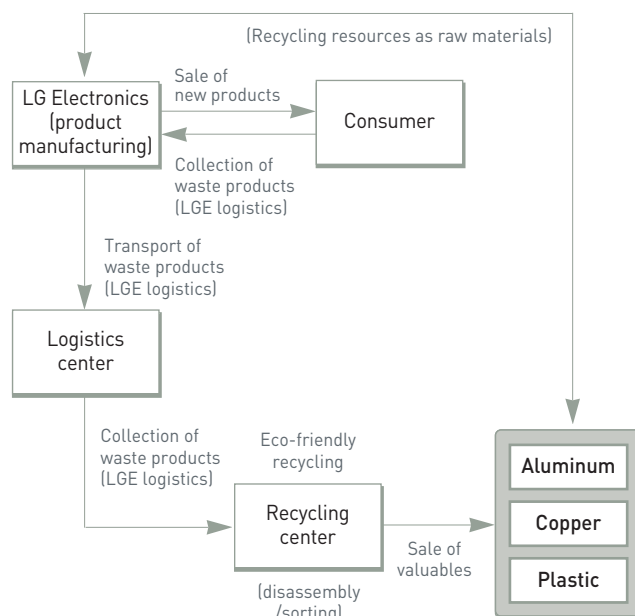 (Recycling resources as raw materials)
LG Electronics
(product
manufacturing)
Sale of
new products
Consumer
Collection of
waste products
(LGE logistics)
Transport of
waste products
(LGE logistics)
Logistics
center
Collection of
waste products
(LGE logistics)
Eco-friendly
recycling
Recycling
center
(disassembly
/sorting)
Sale of
valuables
Aluminum
Copper
Plastic